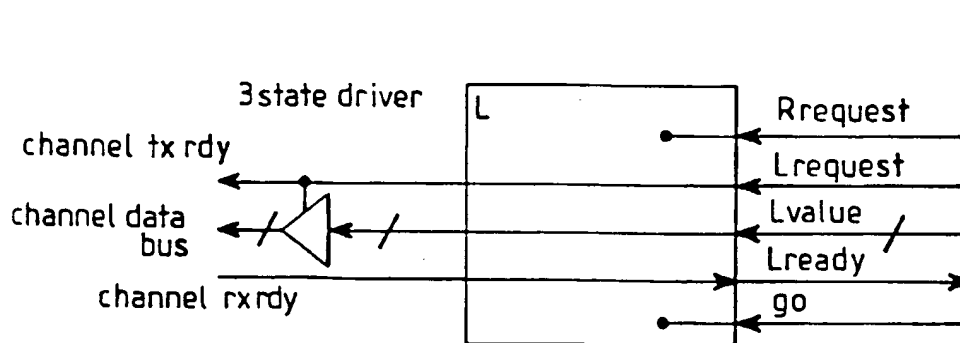 3state driver
L
Rrequest
channel tx rdy
Lrequest
channel data
bus
Lvalue
Lready
channel rxrdy
go